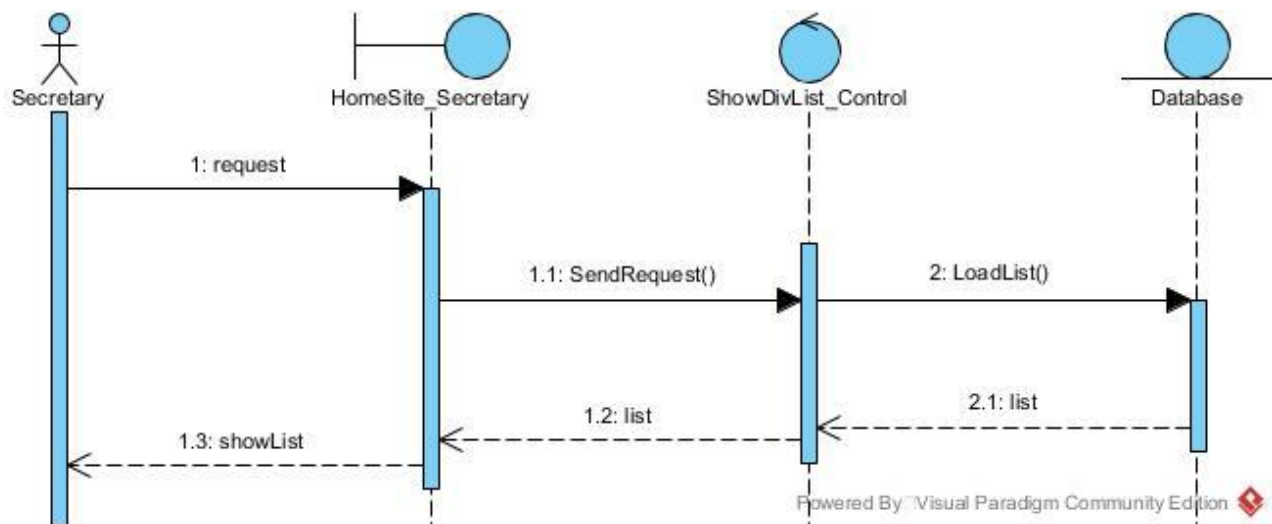 Secretary
HomeSite_Secretary
ShowDivList_Control
Database
1: request
1.1: SendRequest()
2: LoadList()
2.1: list
1.2: list
1.3: showList
Powered By Visual Paradigm Community Edition